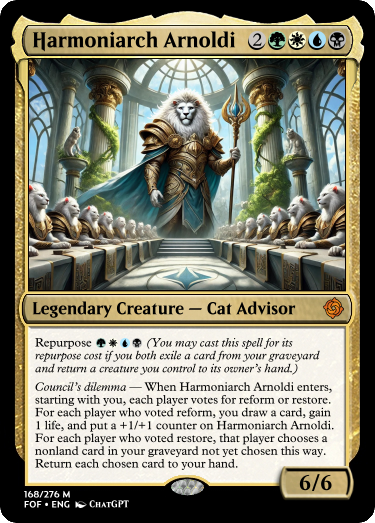 Harmoniarch Arnoldi 2
Legendary Creature — Cat Advisor
Repurpose (You may cast this spell for its
repurpose cost if you both exile a card from your graveyard
and return a creature you control to its owner's hand.)
Council's dilemma — When Harmoniarch Arnoldi enters,
starting with you, each player votes for reform or restore.
For each player who voted reform, you draw a card, gain
1 life, and put a +1/+1 counter on Harmoniarch Arnoldi.
For each player who voted restore, that player chooses a
nonland card in your graveyard not yet chosen this way.
Return each chosen card to your hand.
6/6
168/276 M
FOF • ENG ChatGPT